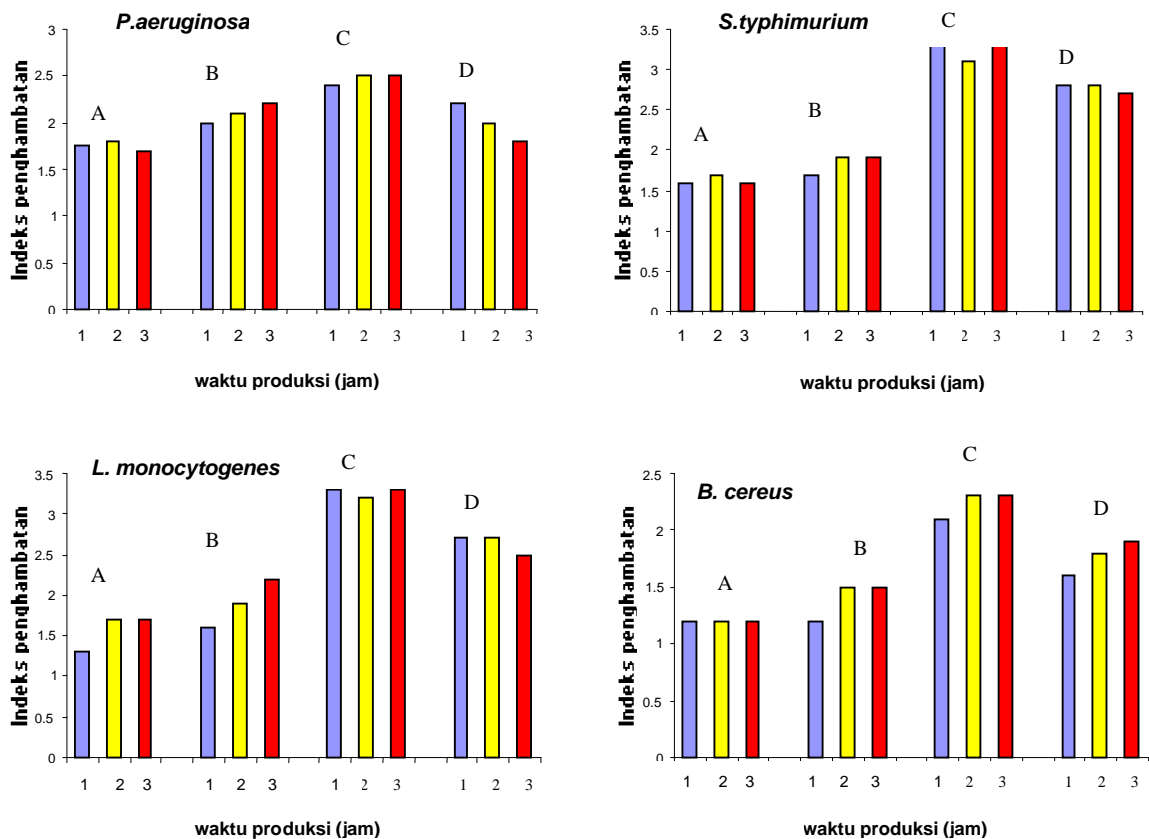 P.aeruginosa
Indeks penghambatan
3
2.5
2
1.5
1
0.5
0
A
B
C
D
1 2 3 1 2 3 1 2 3 1 2 3
waktu produksi (jam)
S.typhimurium
Indeks penghambatan
3.5
3
2.5
2
1.5
1
0.5
0
A
B
C
D
1 2 3 1 2 3 1 2 3 1 2 3
waktu produksi (jam)
L. monocytogenes
Indeks penghambatan
3.5
3
2.5
2
1.5
1
0.5
0
A
B
C
D
1 2 3 1 2 3 1 2 3 1 2 3
waktu produksi (jam)
B. cereus
Indeks penghambatan
2.5
2
1.5
1
0.5
0
A
B
C
D
1 2 3 1 2 3 1 2 3 1 2 3
waktu produksi (jam)